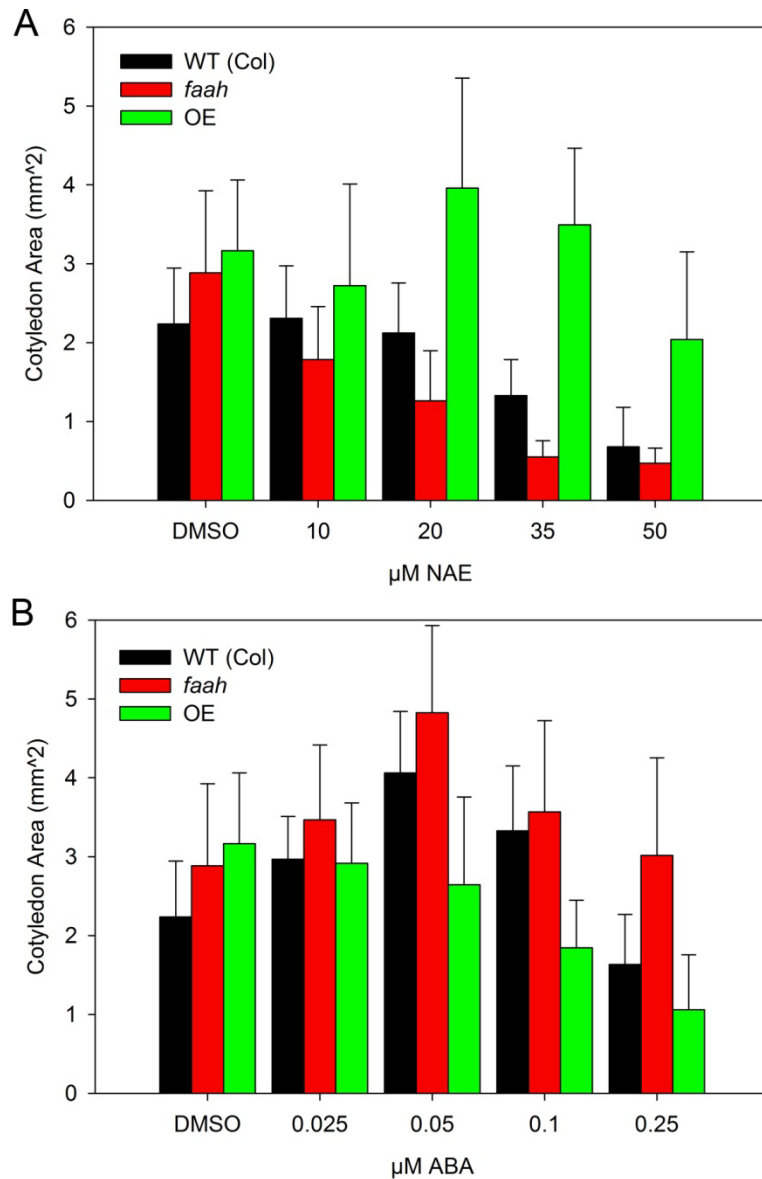 A
6
5
4
3
2
1
0
Cotyledon Area (mm^2)
WT (Col)
faah
OE
DMSO 10 20 35 50
µM NAE
B
6
5
4
3
2
1
0
Cotyledon Area (mm^2)
WT (Col)
faah
OE
DMSO 0.025 0.05 0.1 0.25
µM ABA